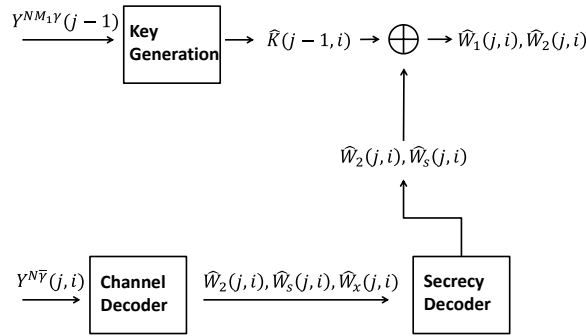 Y^{NM_1γ}(j−1)
Key
Generation
K̂(j−1,i)
Ŵ_1(j,i),Ŵ_2(j,i)
Ŵ_2(j,i),Ŵ_s(j,i)
Y^{Nγ̅}(j,i)
Channel
Decoder
Ŵ_2(j,i),Ŵ_s(j,i),Ŵ_x(j,i)
Secrecy
Decoder